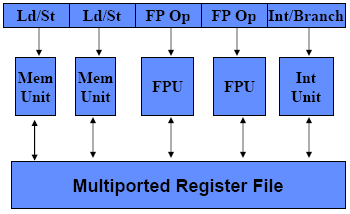 Ld/St Ld/St FP Op FP Op Int/Branch
Mem Mem FPU FPU Int
Unit Unit Unit
Multiported Register File